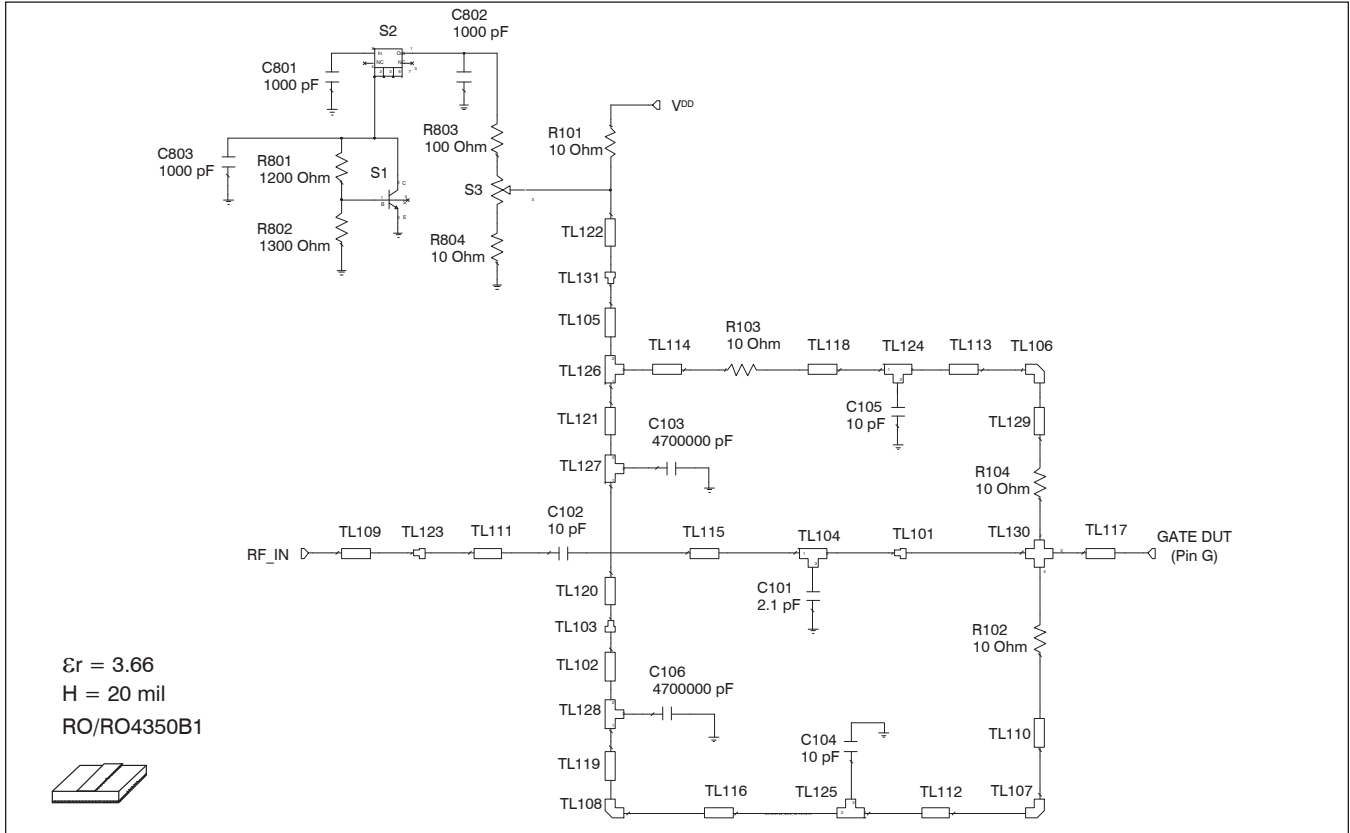 C802
1000 pF
S2
In
O
NC
NC
C801
1000 pF
VDD
R803
100 Ohm
R101
10 Ohm
C803
1000 pF
R801
1200 Ohm
S1
C
B
E
S3
R802
1300 Ohm
R804
10 Ohm
TL122
TL131
TL105
R103
10 Ohm
TL114
TL118
TL124
TL113
TL106
TL126
C105
10 pF
TL121
C103
4700000 pF
TL129
TL127
R104
10 Ohm
C102
10 pF
TL109
TL123
TL111
TL115
TL104
TL101
TL130
TL117
RF_IN
GATE DUT
(Pin G)
C101
2.1 pF
TL120
TL103
R102
10 Ohm
TL102
C106
4700000 pF
εr = 3.66
H = 20 mil
RO/RO4350B1
TL128
C104
10 pF
TL110
TL119
TL108
TL116
TL125
TL112
TL107